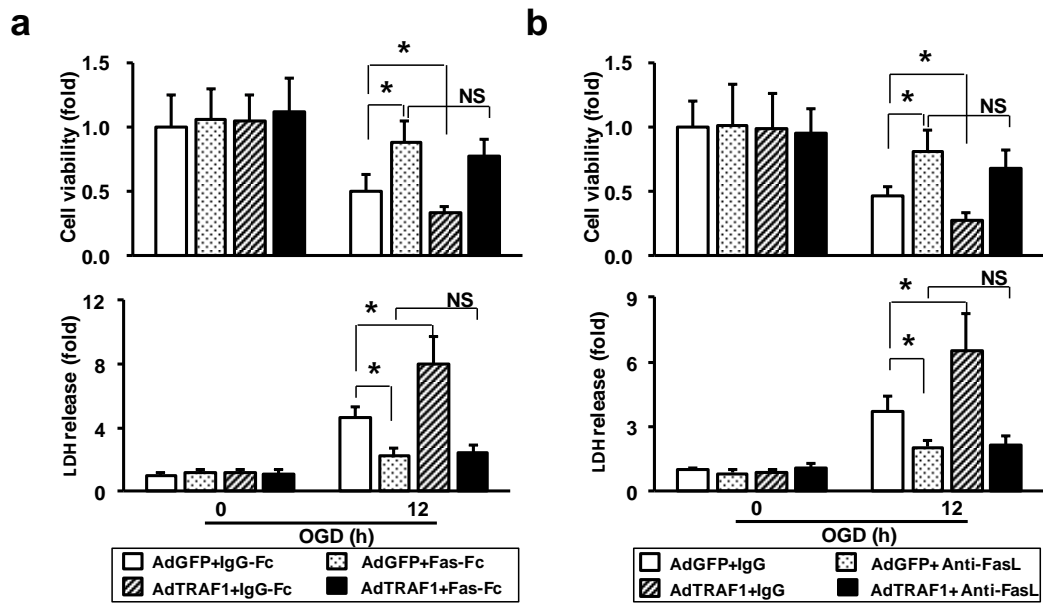 a
Cell viability (fold)
1.5
1.0
0.5
0.0
*
*
NS
LDH release (fold)
12
8
4
0
*
*
NS
0
12
OGD (h)
AdGFP+IgG-Fc
AdGFP+Fas-Fc
AdTRAF1+IgG-Fc
AdTRAF1+Fas-Fc
b
Cell viability (fold)
1.5
1.0
0.5
0.0
*
*
NS
LDH release (fold)
9
6
3
0
*
*
NS
0
12
OGD (h)
AdGFP+IgG
AdGFP+ Anti-FasL
AdTRAF1+IgG
AdTRAF1+ Anti-FasL